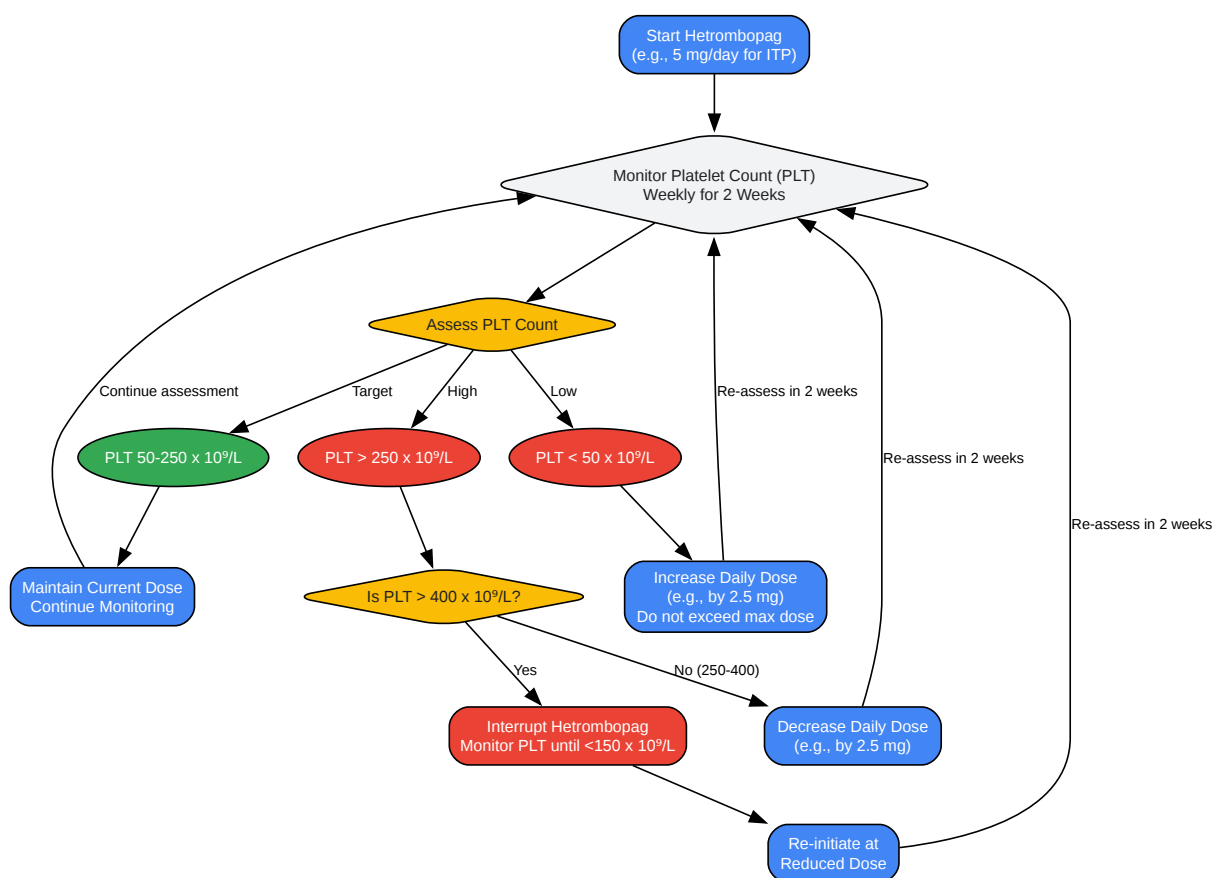 Start Hetrombopag
(e.g., 5 mg/day for ITP)
Monitor Platelet Count (PLT)
Weekly for 2 Weeks
Assess PLT Count
Continue assessment
Target
High
Low
Re-assess in 2 weeks
PLT 50-250 x 10⁹/L
PLT > 250 x 10⁹/L
PLT < 50 x 10⁹/L
Re-assess in 2 weeks
Re-assess in 2 weeks
Maintain Current Dose
Continue Monitoring
Is PLT > 400 x 10⁹/L?
Increase Daily Dose
(e.g., by 2.5 mg)
Do not exceed max dose
Yes
No (250-400)
Interrupt Hetrombopag
Monitor PLT until <150 x 10⁹/L
Decrease Daily Dose
(e.g., by 2.5 mg)
Re-initiate at
Reduced Dose